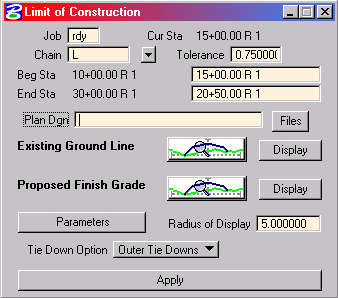 Limit of Construction
Job rdy Cur Sta 15+00.00 R 1
Chain L Tolerance 0.750000
Beg Sta 10+00.00 R 1 15+00.00 R 1
End Sta 30+00.00 R 1 20+50.00 R 1
Plan Dgn Files
Existing Ground Line Display
Proposed Finish Grade Display
Parameters Radius of Display 5.000000
Tie Down Option Outer Tie Downs
Apply